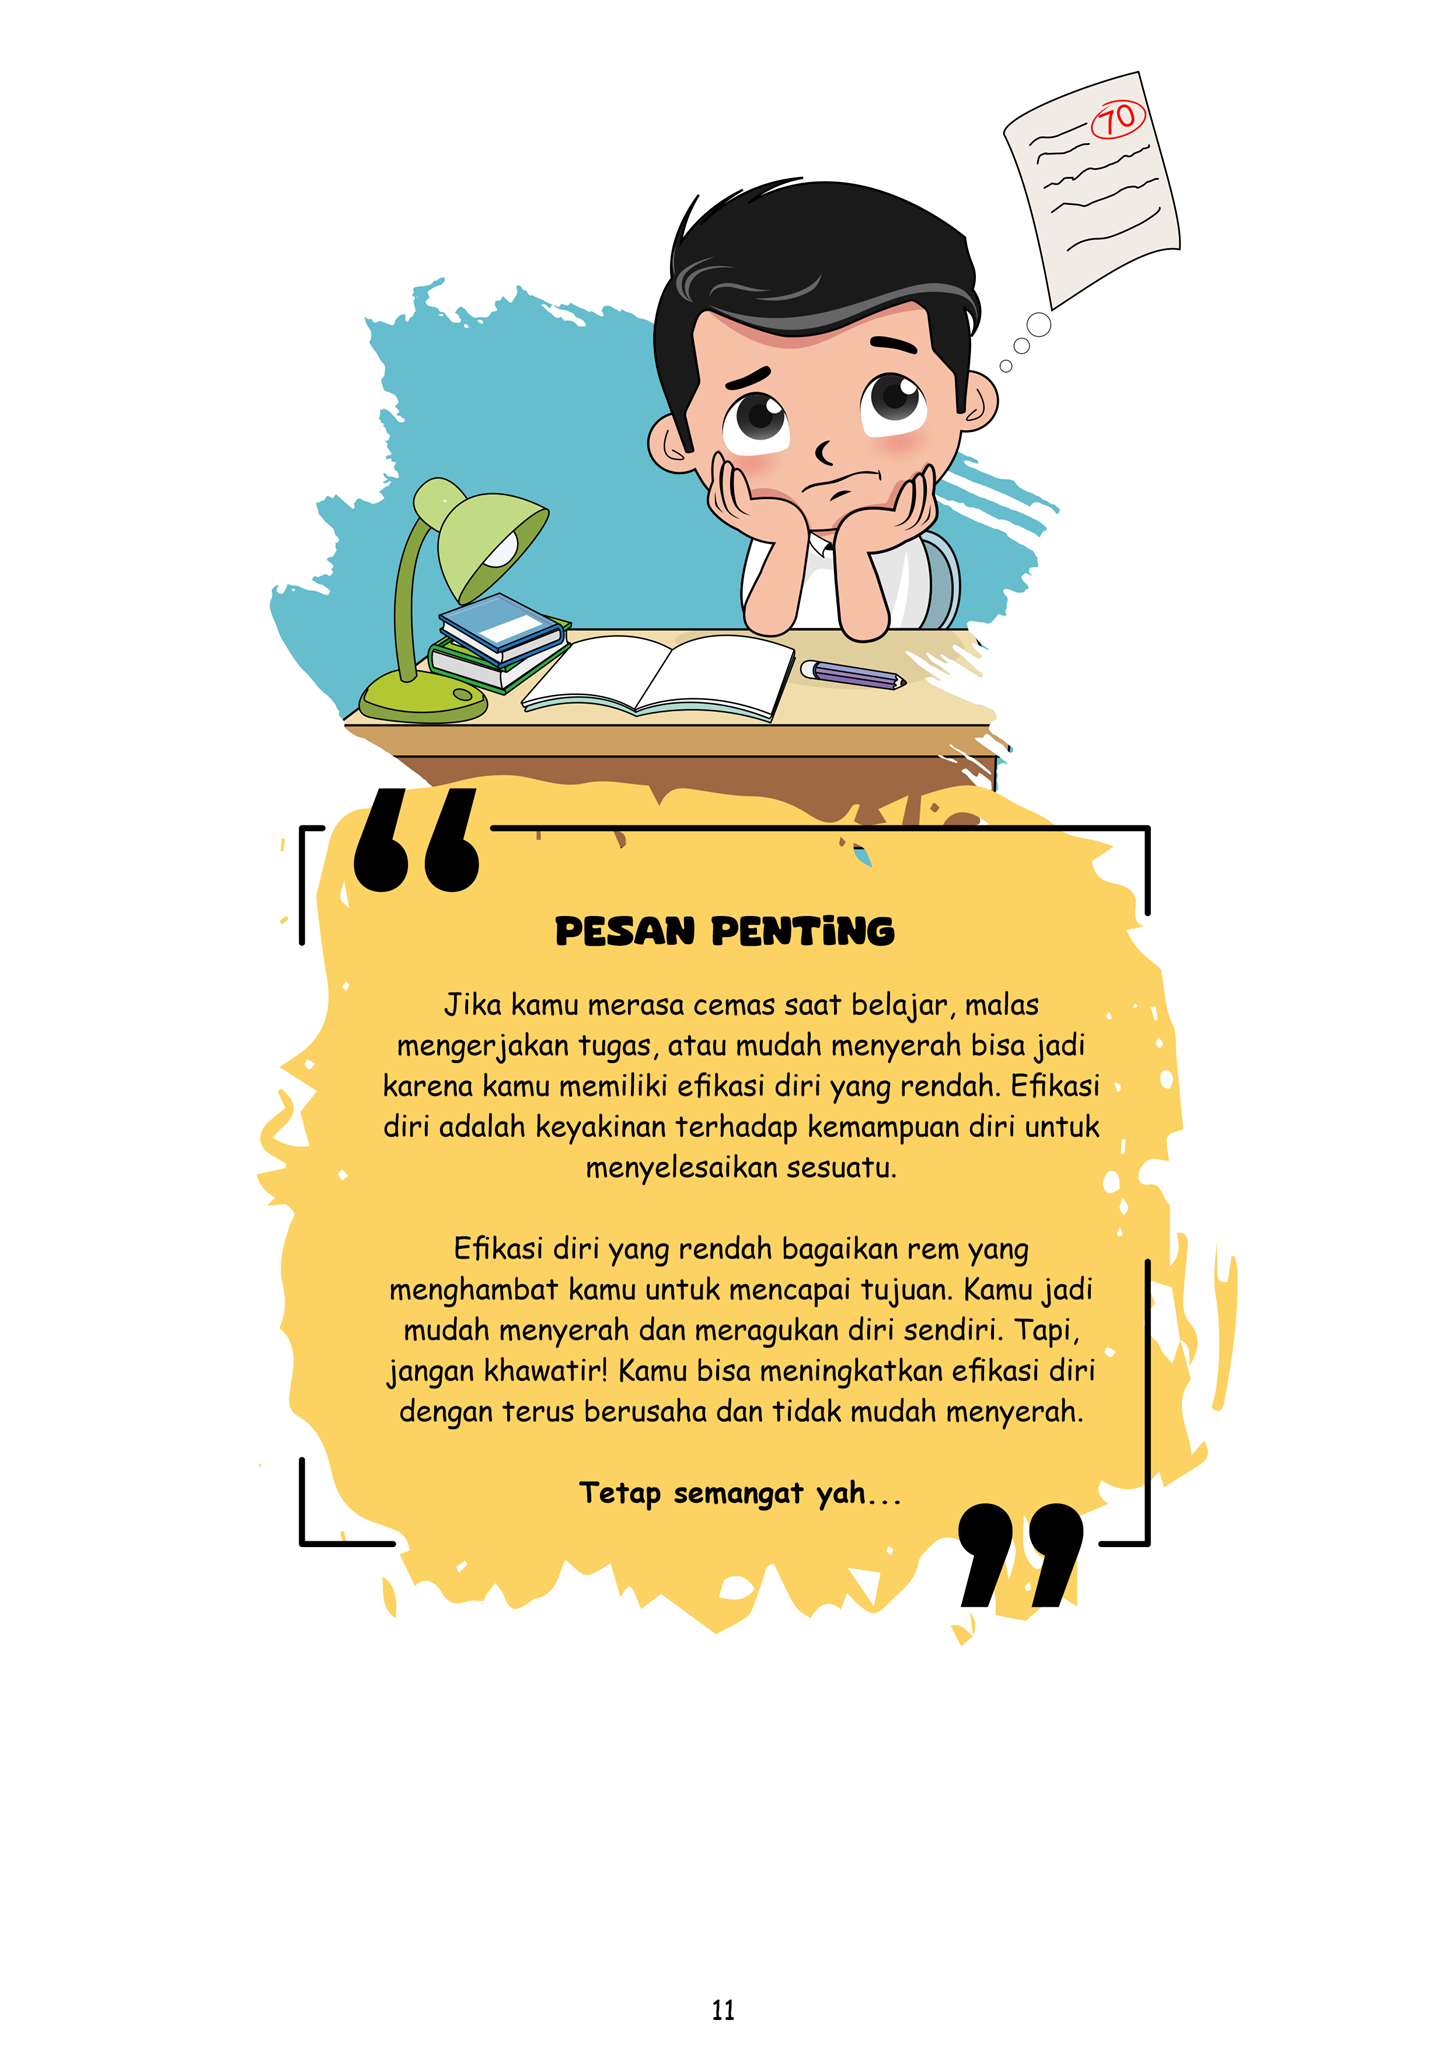 70
PESAN PENTiNG
Jika kamu merasa cemas saat belajar, malas
mengerjakan tugas, atau mudah menyerah bisa jadi
karena kamu memiliki efikasi diri yang rendah. Efikasi
diri adalah keyakinan terhadap kemampuan diri untuk
menyelesaikan sesuatu.
Efikasi diri yang rendah bagaikan rem yang
menghambat kamu untuk mencapai tujuan. Kamu jadi
mudah menyerah dan meragukan diri sendiri. Tapi,
jangan khawatir! Kamu bisa meningkatkan efikasi diri
dengan terus berusaha dan tidak mudah menyerah.
Tetap semangat yah...
11